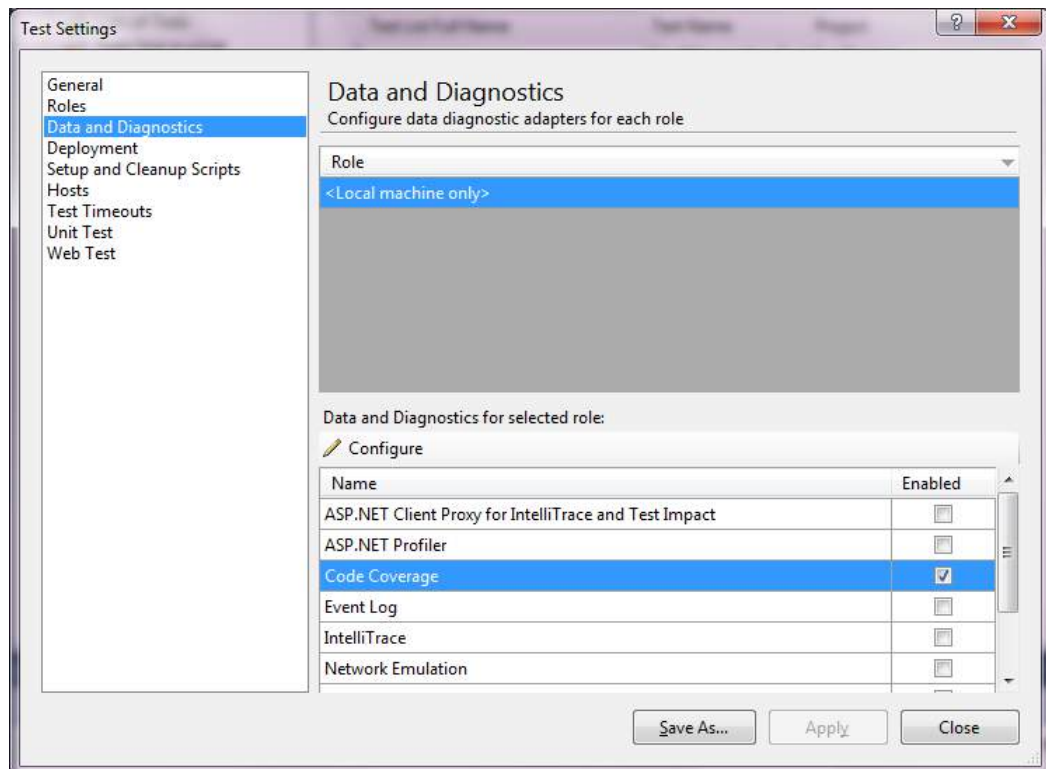 Test Settings
General
Roles
Data and Diagnostics
Deployment
Setup and Cleanup Scripts
Hosts
Test Timeouts
Unit Test
Web Test
Data and Diagnostics
Configure data diagnostic adapters for each role
Role
<Local machine only>
Data and Diagnostics for selected role:
Configure
Name Enabled
ASP.NET Client Proxy for IntelliTrace and Test Impact
ASP.NET Profiler
Code Coverage
Event Log
IntelliTrace
Network Emulation
Save As... Apply Close